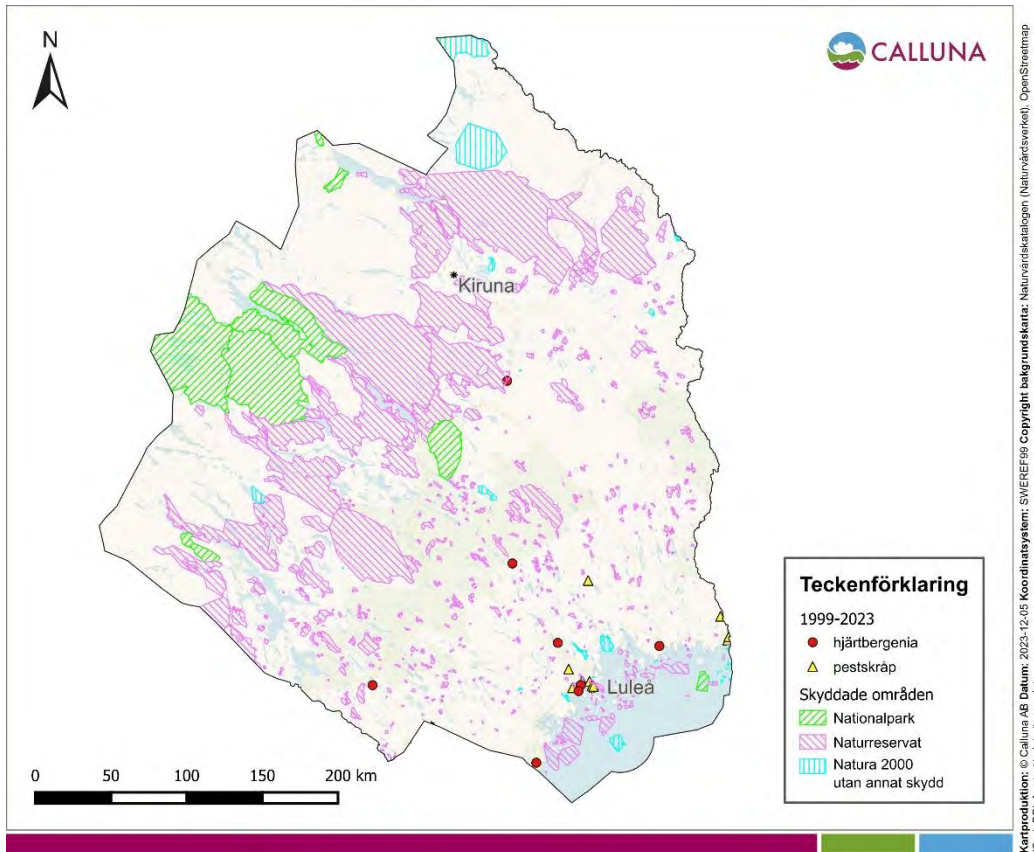 N
CALLUNA
Kiruna
Luleå
Teckenförklaring
1999-2023
hjärtbergenia
pestskråp
Skyddade områden
Nationalpark
Naturreservat
Natura 2000
utan annat skydd
0 50 100 150 200 km
Kartproduktion: © Calluna AB Datum: 2023-12-05 Koordinatsystem: SWEREF99 Copyright bakgrundskarta: Naturvårdskatalogen (Naturvårdsverket), OpenStreetmap